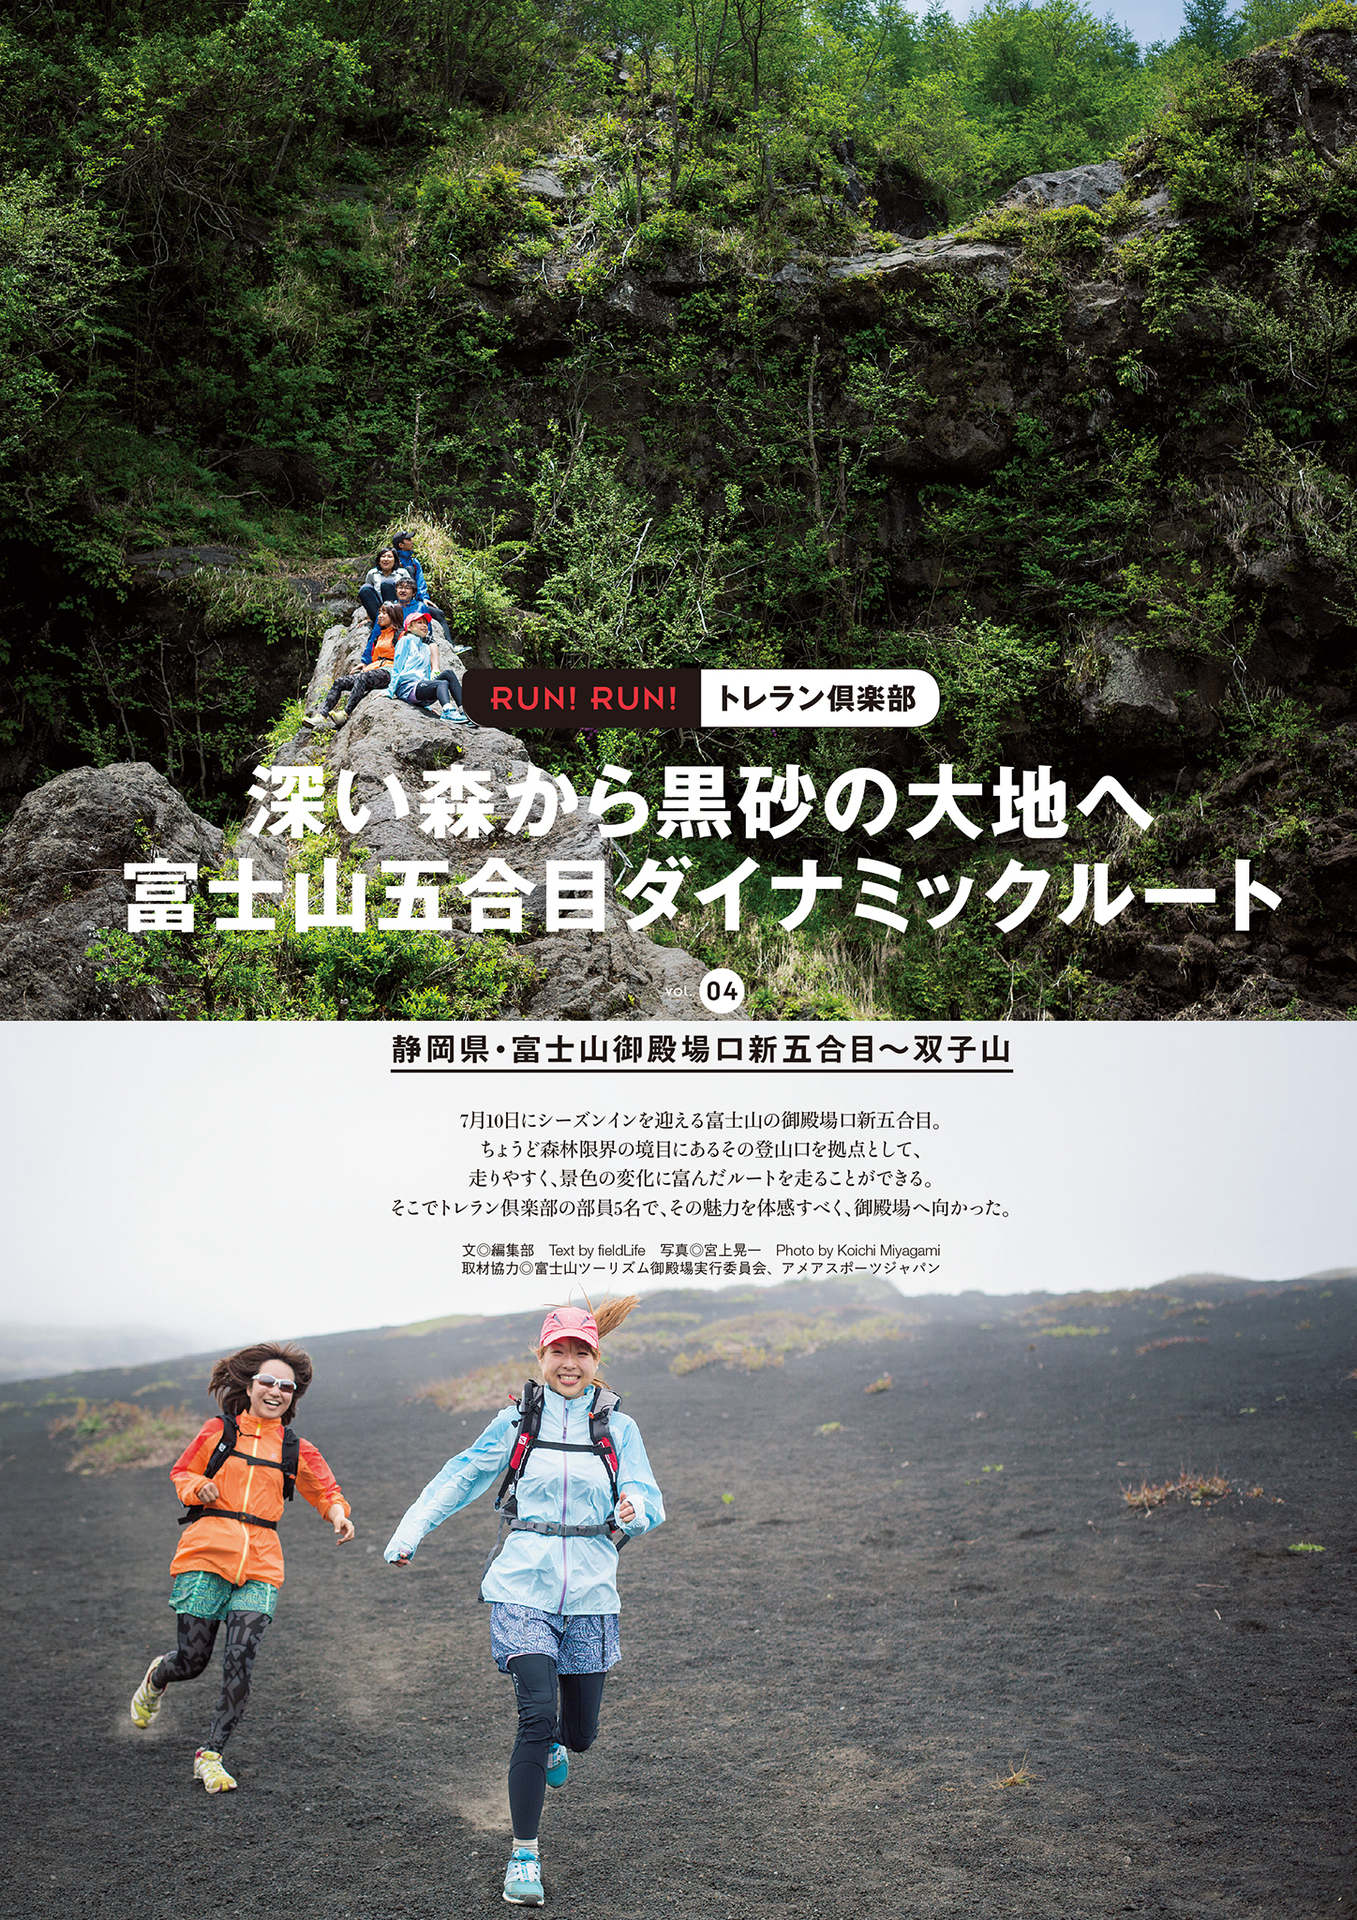 RUN! RUN! トレラン倶楽部
深い森から黒砂の大地へ
富士山五合目ダイナミックルート
vol. 04
静岡県・富士山御殿場口新五合目〜双子山
7月10日にシーズンインを迎える富士山の御殿場口新五合目。
ちょうど森林限界の境目にあるその登山口を拠点として、
走りやすく、景色の変化に富んだルートを走ることができる。
そこでトレラン倶楽部の部員5名で、その魅力を体感すべく、御殿場へ向かった。
文◎編集部　Text by fieldLife　写真◎宮上晃一　Photo by Koichi Miyagami
取材協力◎富士山ツーリズム御殿場実行委員会、アメアスポーツジャパン